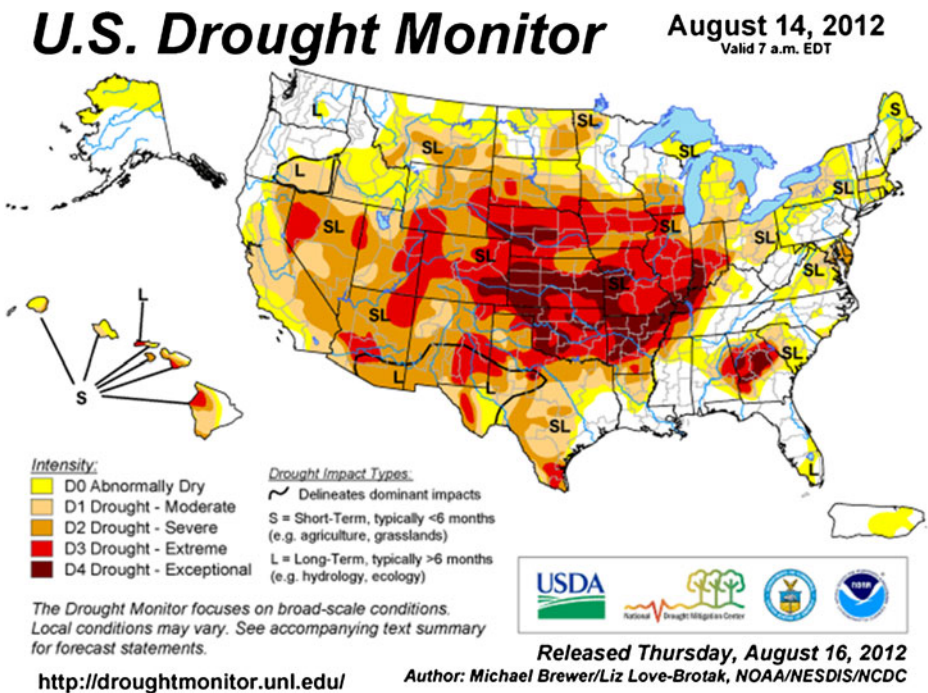 U.S. Drought Monitor
August 14, 2012
Valid 7 a.m. EDT
L
SL
SL
SL
S
L
SL
SL
SL
SL
SL
SL
SL
SL
SL
SL
L
L
SL
L
L
S
Intensity:
D0 Abnormally Dry
D1 Drought - Moderate
D2 Drought - Severe
D3 Drought - Extreme
D4 Drought - Exceptional
Drought Impact Types:
Delineates dominant impacts
S = Short-Term, typically <6 months
(e.g. agriculture, grasslands)
L = Long-Term, typically >6 months
(e.g. hydrology, ecology)
The Drought Monitor focuses on broad-scale conditions.
Local conditions may vary. See accompanying text summary
for forecast statements.
http://droughtmonitor.unl.edu/
USDA
National Drought Mitigation Center
NOAA
Released Thursday, August 16, 2012
Author: Michael Brewer/Liz Love-Brotak, NOAA/NESDIS/NCDC